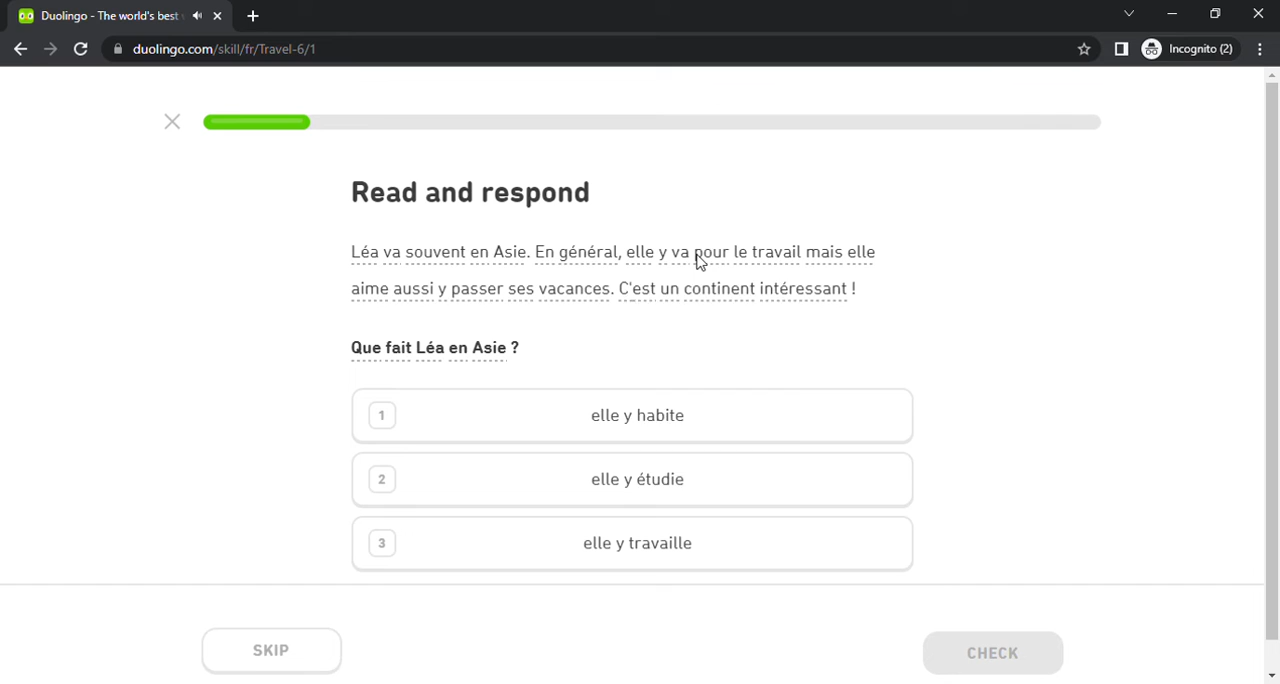 Duolingo - The world's best
duolingo.com/skill/fr/Travel-6/1
Incognito (2)
Read and respond
Léa va souvent en Asie. En général, elle y va pour le travail mais elle
aime aussi y passer ses vacances. C'est un continent intéressant !
Que fait Léa en Asie ?
1 elle y habite
2 elle y étudie
3 elle y travaille
SKIP
CHECK